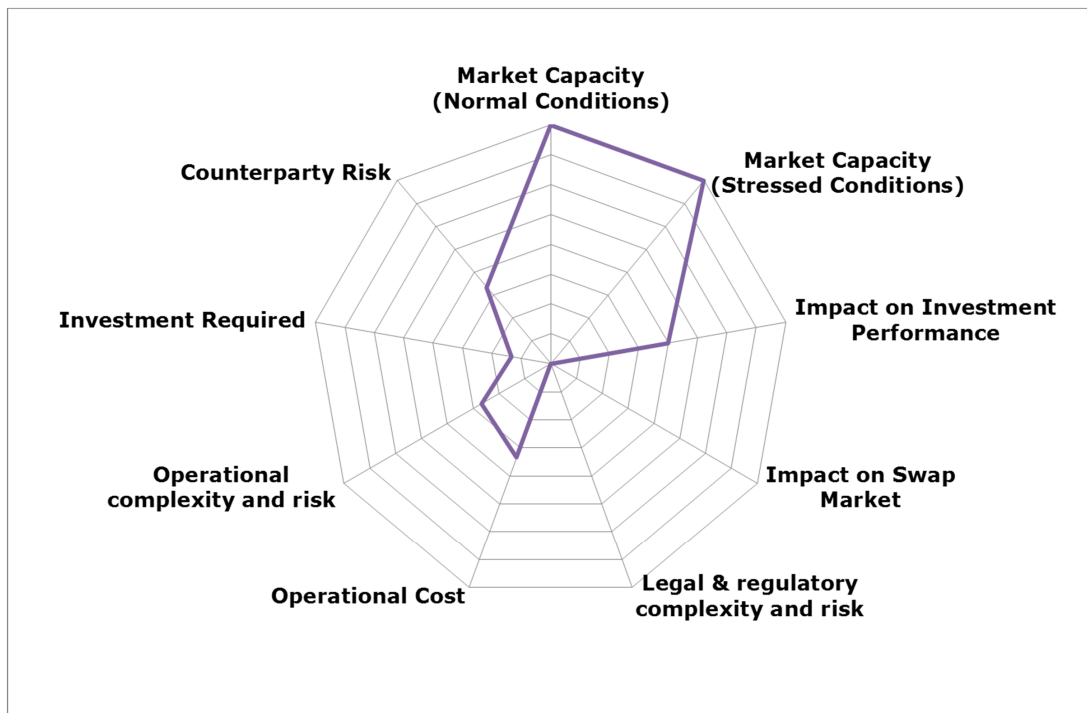 Market Capacity
(Normal Conditions)
Market Capacity
(Stressed Conditions)
Impact on Investment
Performance
Impact on Swap
Market
Legal & regulatory
complexity and risk
Operational Cost
Operational
complexity and risk
Investment Required
Counterparty Risk